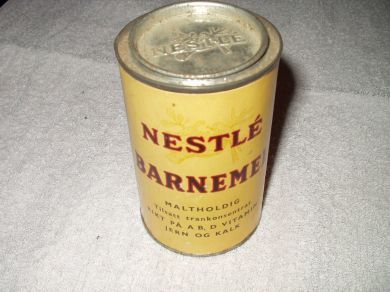 NESTLÉ
NESTLÉ
BARNEME
MALTHOLDIG
Tilsatt trankonsentrat
RIKT PÅ A B, D VITAMIN
JERN OG KALK